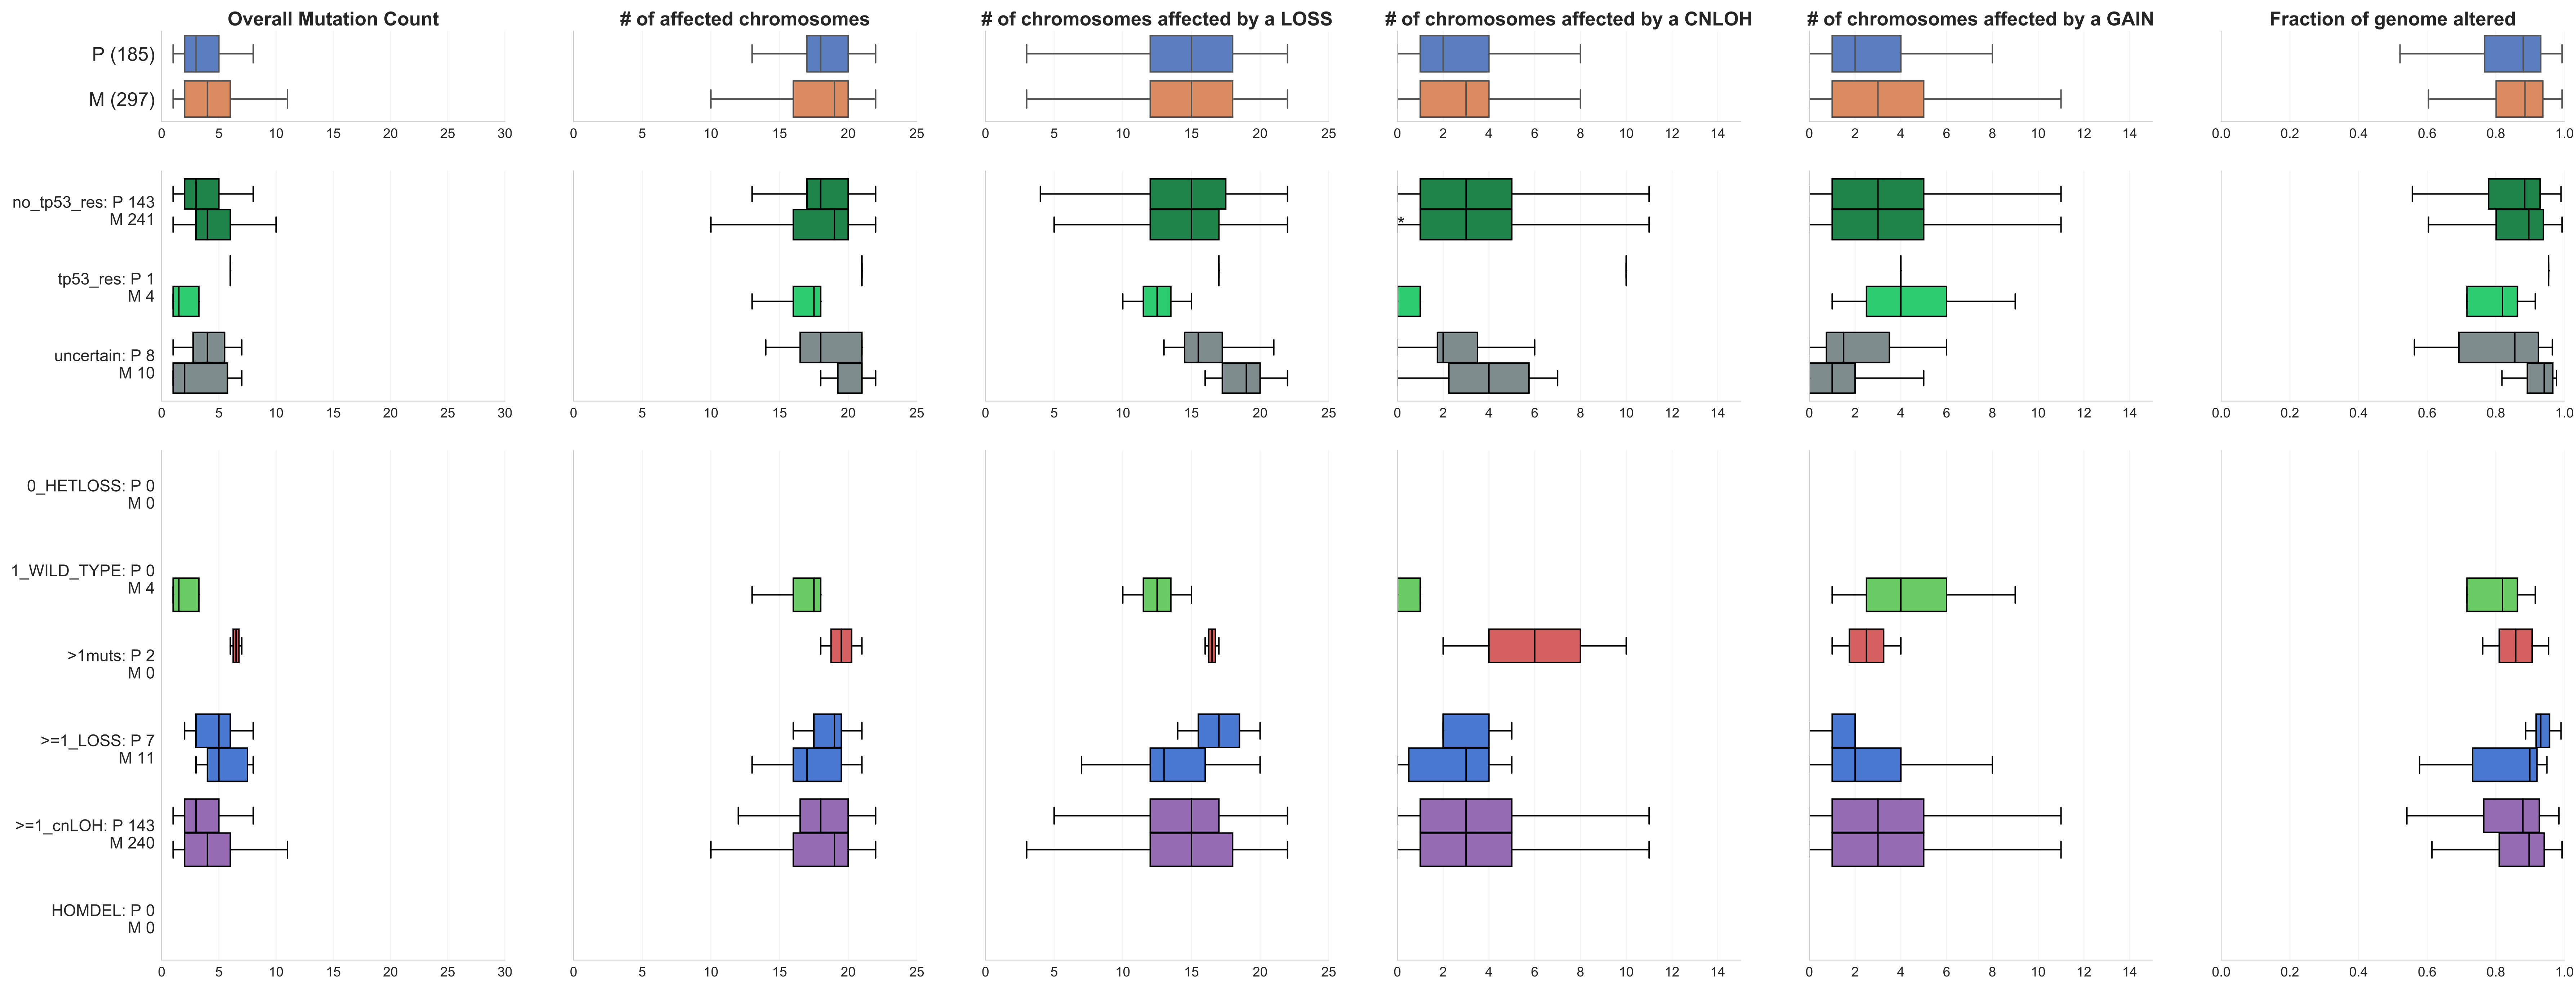 Overall Mutation Count
# of affected chromosomes
# of chromosomes affected by a LOSS
# of chromosomes affected by a CNLOH
# of chromosomes affected by a GAIN
Fraction of genome altered
P (185)
M (297)
0 5 10 15 20 25 30
0 5 10 15 20 25
0 5 10 15 20 25
0 2 4 6 8 10 12 14
0 2 4 6 8 10 12 14
0.0 0.2 0.4 0.6 0.8 1.0
no_tp53_res: P 143
M 241
*
tp53_res: P 1
M 4
uncertain: P 8
M 10
0 5 10 15 20 25 30
0 5 10 15 20 25
0 5 10 15 20 25
0 2 4 6 8 10 12 14
2 4 6 8 10 12 14
0.0 0.2 0.4 0.6 0.8 1.0
0_HETLOSS: P 0
M 0
1_WILD_TYPE: P 0
M 4
>1muts: P 2
M 0
>=1_LOSS: P 7
M 11
>=1_cnLOH: P 143
M 240
HOMDEL: P 0
M 0
0 5 10 15 20 25 30
0 5 10 15 20 25
0 5 10 15 20 25
0 2 4 6 8 10 12 14
2 4 6 8 10 12 14
0.0 0.2 0.4 0.6 0.8 1.0